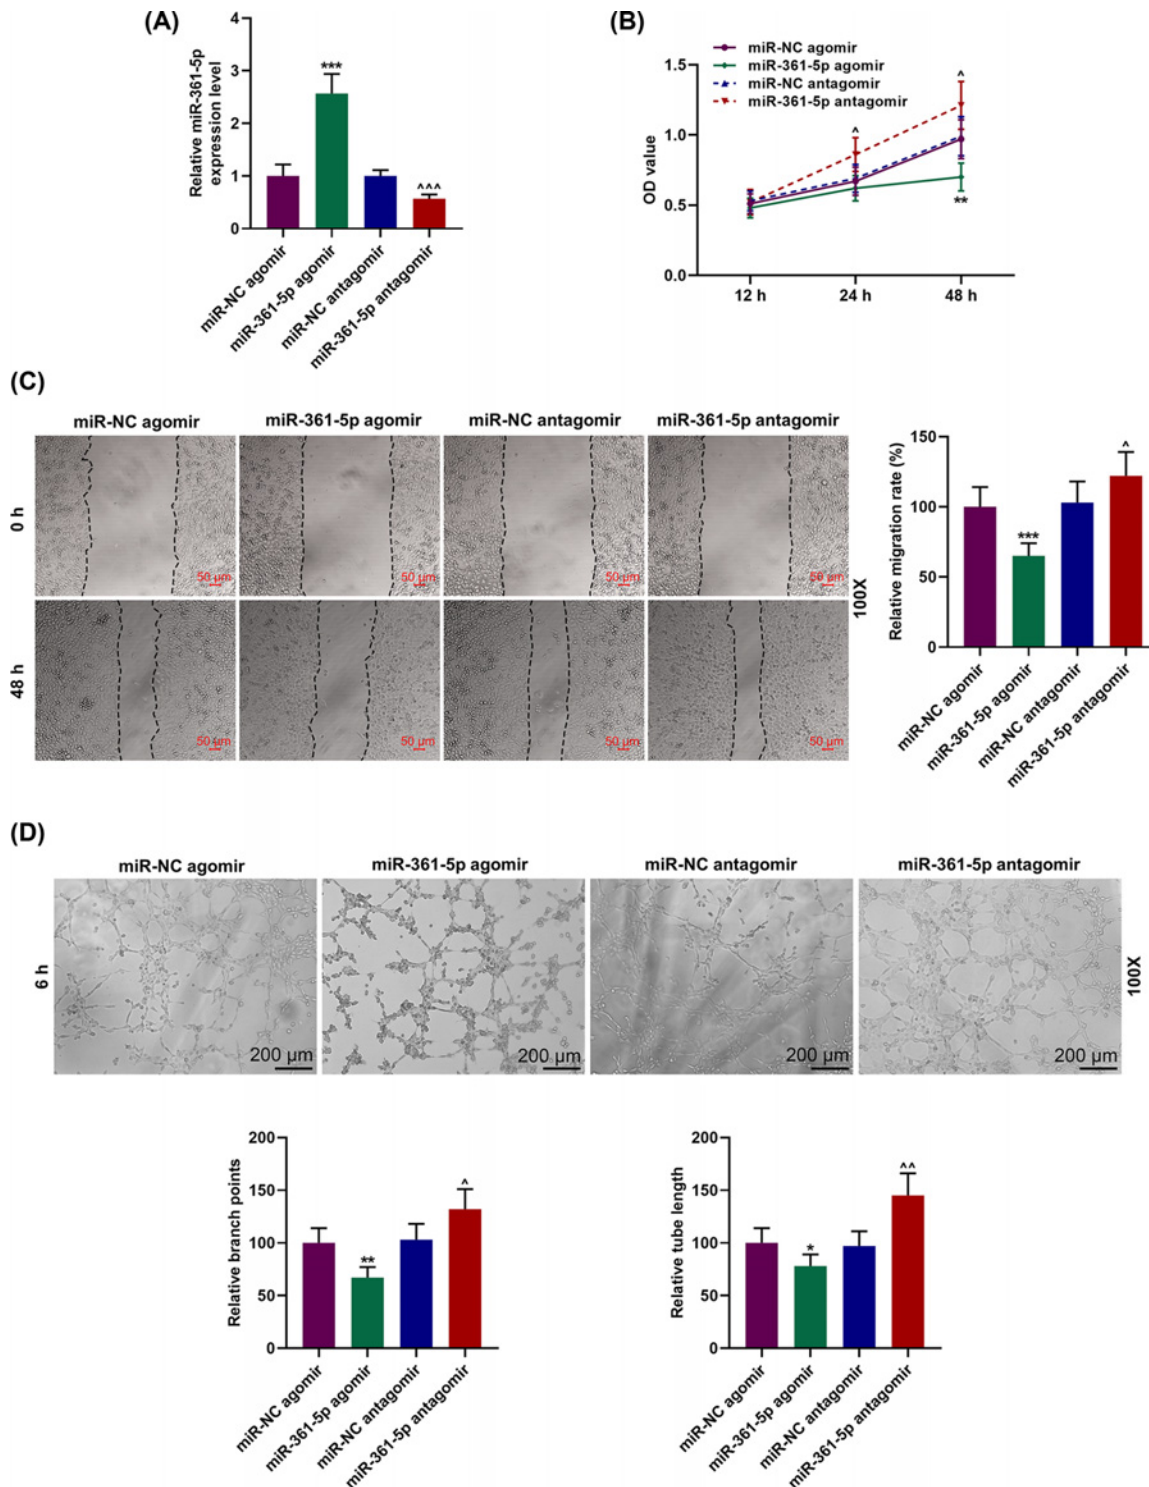 (A)
Relative miR-361-5p
expression level
4
3
2
1
0
***
^^^
miR-NC agomir
miR-361-5p agomir
miR-NC antagomir
miR-361-5p antagomir
(B)
miR-NC agomir
miR-361-5p agomir
miR-NC antagomir
miR-361-5p antagomir
OD value
1.5
1.0
0.5
0.0
^
^
**
12 h
24 h
48 h
(C)
miR-NC agomir
miR-361-5p agomir
miR-NC antagomir
miR-361-5p antagomir
0 h
50 µm
50 µm
50 µm
50 µm
48 h
50 µm
50 µm
50 µm
50 µm
100X
Relative migration rate (%)
150
100
50
0
***
^
miR-NC agomir
miR-361-5p agomir
miR-NC antagomir
miR-361-5p antagomir
(D)
miR-NC agomir
miR-361-5p agomir
miR-NC antagomir
miR-361-5p antagomir
6 h
200 µm
200 µm
200 µm
200 µm
100X
Relative branch points
200
150
100
50
0
**
^
miR-NC agomir
miR-361-5p agomir
miR-NC antagomir
miR-361-5p antagomir
Relative tube length
200
150
100
50
0
*
^^
miR-NC agomir
miR-361-5p agomir
miR-NC antagomir
miR-361-5p antagomir